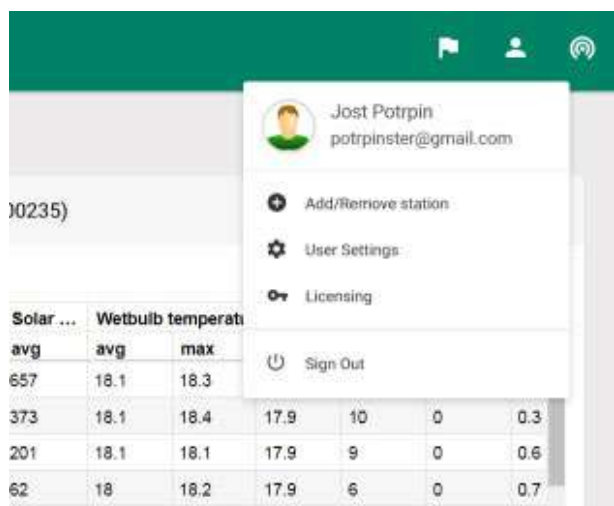 Jost Potrpin
potrpinster@gmail.com
00235)
Add/Remove station
User Settings
Licensing
Sign Out
Solar ... Wetbulb temperatu
avg avg max
657 18.1 18.3
373 18.1 18.4 17.9 10 0 0.3
201 18.1 18.1 17.9 9 0 0.6
62 18 18.2 17.9 6 0 0.7